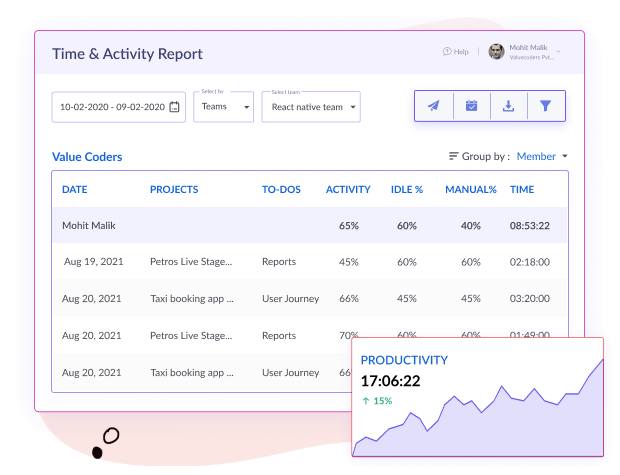 Time & Activity Report
Help
Mohit Malik
Valuecoders Pvt...
Select by
Select team
10-02-2020 - 09-02-2020
Teams
React native team
Value Coders
Group by : Member
DATE PROJECTS TO-DOS ACTIVITY IDLE % MANUAL% TIME
Mohit Malik 65% 60% 40% 08:53:22
Aug 19, 2021 Petros Live Stage... Reports 45% 60% 60% 02:18:00
Aug 20, 2021 Taxi booking app ... User Journey 66% 45% 45% 03:20:00
Aug 20, 2021 Petros Live Stage... Reports 70% 60% 60% 01:49:00
Aug 20, 2021 Taxi booking app ... User Journey 66
PRODUCTIVITY
17:06:22
↑ 15%